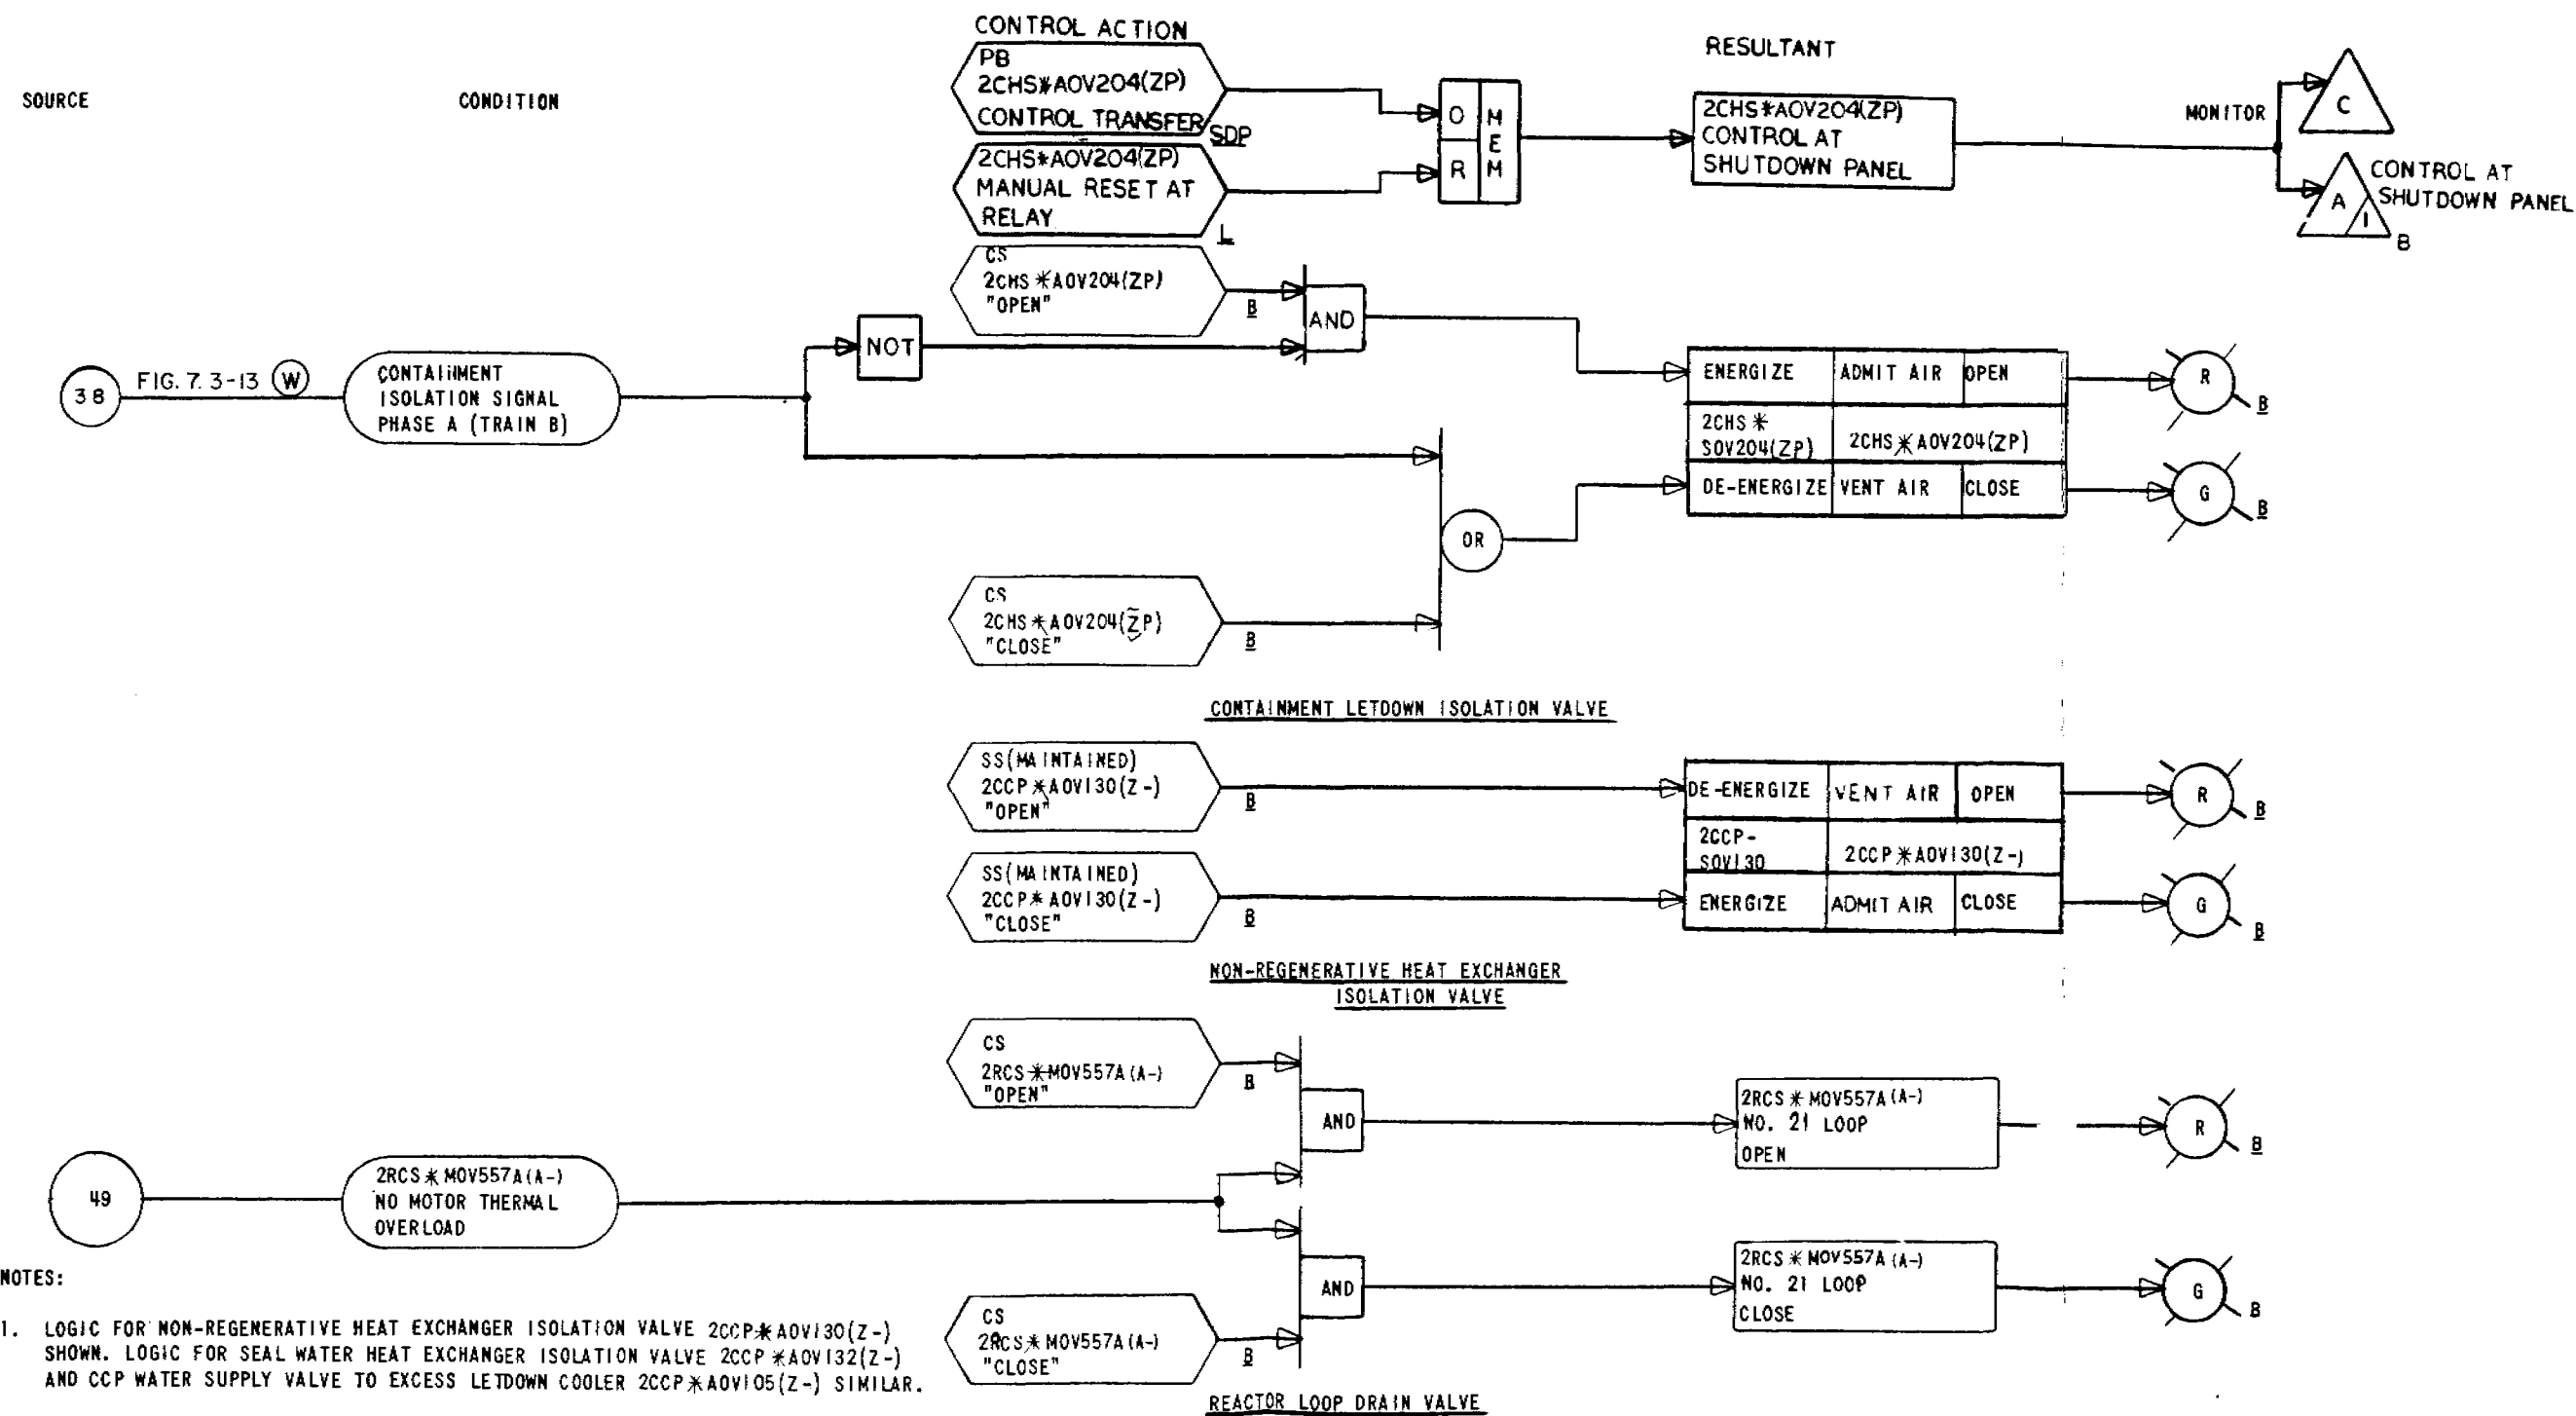 SOURCE
CONDITION
CONTROL ACTION
RESULTANT
PB
2CHS*AOV204(ZP)
CONTROL TRANSFER
SDP
2CHS*AOV204(ZP)
MANUAL RESET AT
RELAY
L
O
R
MEM
2CHS*AOV204(ZP)
CONTROL AT
SHUTDOWN PANEL
MONITOR
C
A
1
B
CONTROL AT
SHUTDOWN PANEL
CS
2CHS*AOV204(ZP)
"OPEN"
B
AND
NOT
38
FIG. 7.3-13
W
CONTAINMENT
ISOLATION SIGNAL
PHASE A (TRAIN B)
ENERGIZE
ADMIT AIR
OPEN
2CHS*
SOV204(ZP)
2CHS*AOV204(ZP)
DE-ENERGIZE
VENT AIR
CLOSE
R
B
G
B
OR
CS
2CHS*AOV204(ZP)
"CLOSE"
B
CONTAINMENT LETDOWN ISOLATION VALVE
SS(MAINTAINED)
2CCP*AOV130(Z-)
"OPEN"
B
DE-ENERGIZE
VENT AIR
OPEN
2CCP-
SOV130
2CCP*AOV130(Z-)
ENERGIZE
ADMIT AIR
CLOSE
R
B
G
B
SS(MAINTAINED)
2CCP*AOV130(Z-)
"CLOSE"
B
NON-REGENERATIVE HEAT EXCHANGER
ISOLATION VALVE
CS
2RCS*MOV557A(A-)
"OPEN"
B
AND
2RCS*MOV557A(A-)
NO. 21 LOOP
OPEN
R
B
49
2RCS*MOV557A(A-)
NO MOTOR THERMAL
OVERLOAD
AND
2RCS*MOV557A(A-)
NO. 21 LOOP
CLOSE
G
B
CS
2RCS*MOV557A(A-)
"CLOSE"
B
REACTOR LOOP DRAIN VALVE
NOTES:
1. LOGIC FOR NON-REGENERATIVE HEAT EXCHANGER ISOLATION VALVE 2CCP*AOV130(Z-)
SHOWN. LOGIC FOR SEAL WATER HEAT EXCHANGER ISOLATION VALVE 2CCP*AOV132(Z-)
AND CCP WATER SUPPLY VALVE TO EXCESS LETDOWN COOLER 2CCP*AOV105(Z-) SIMILAR.